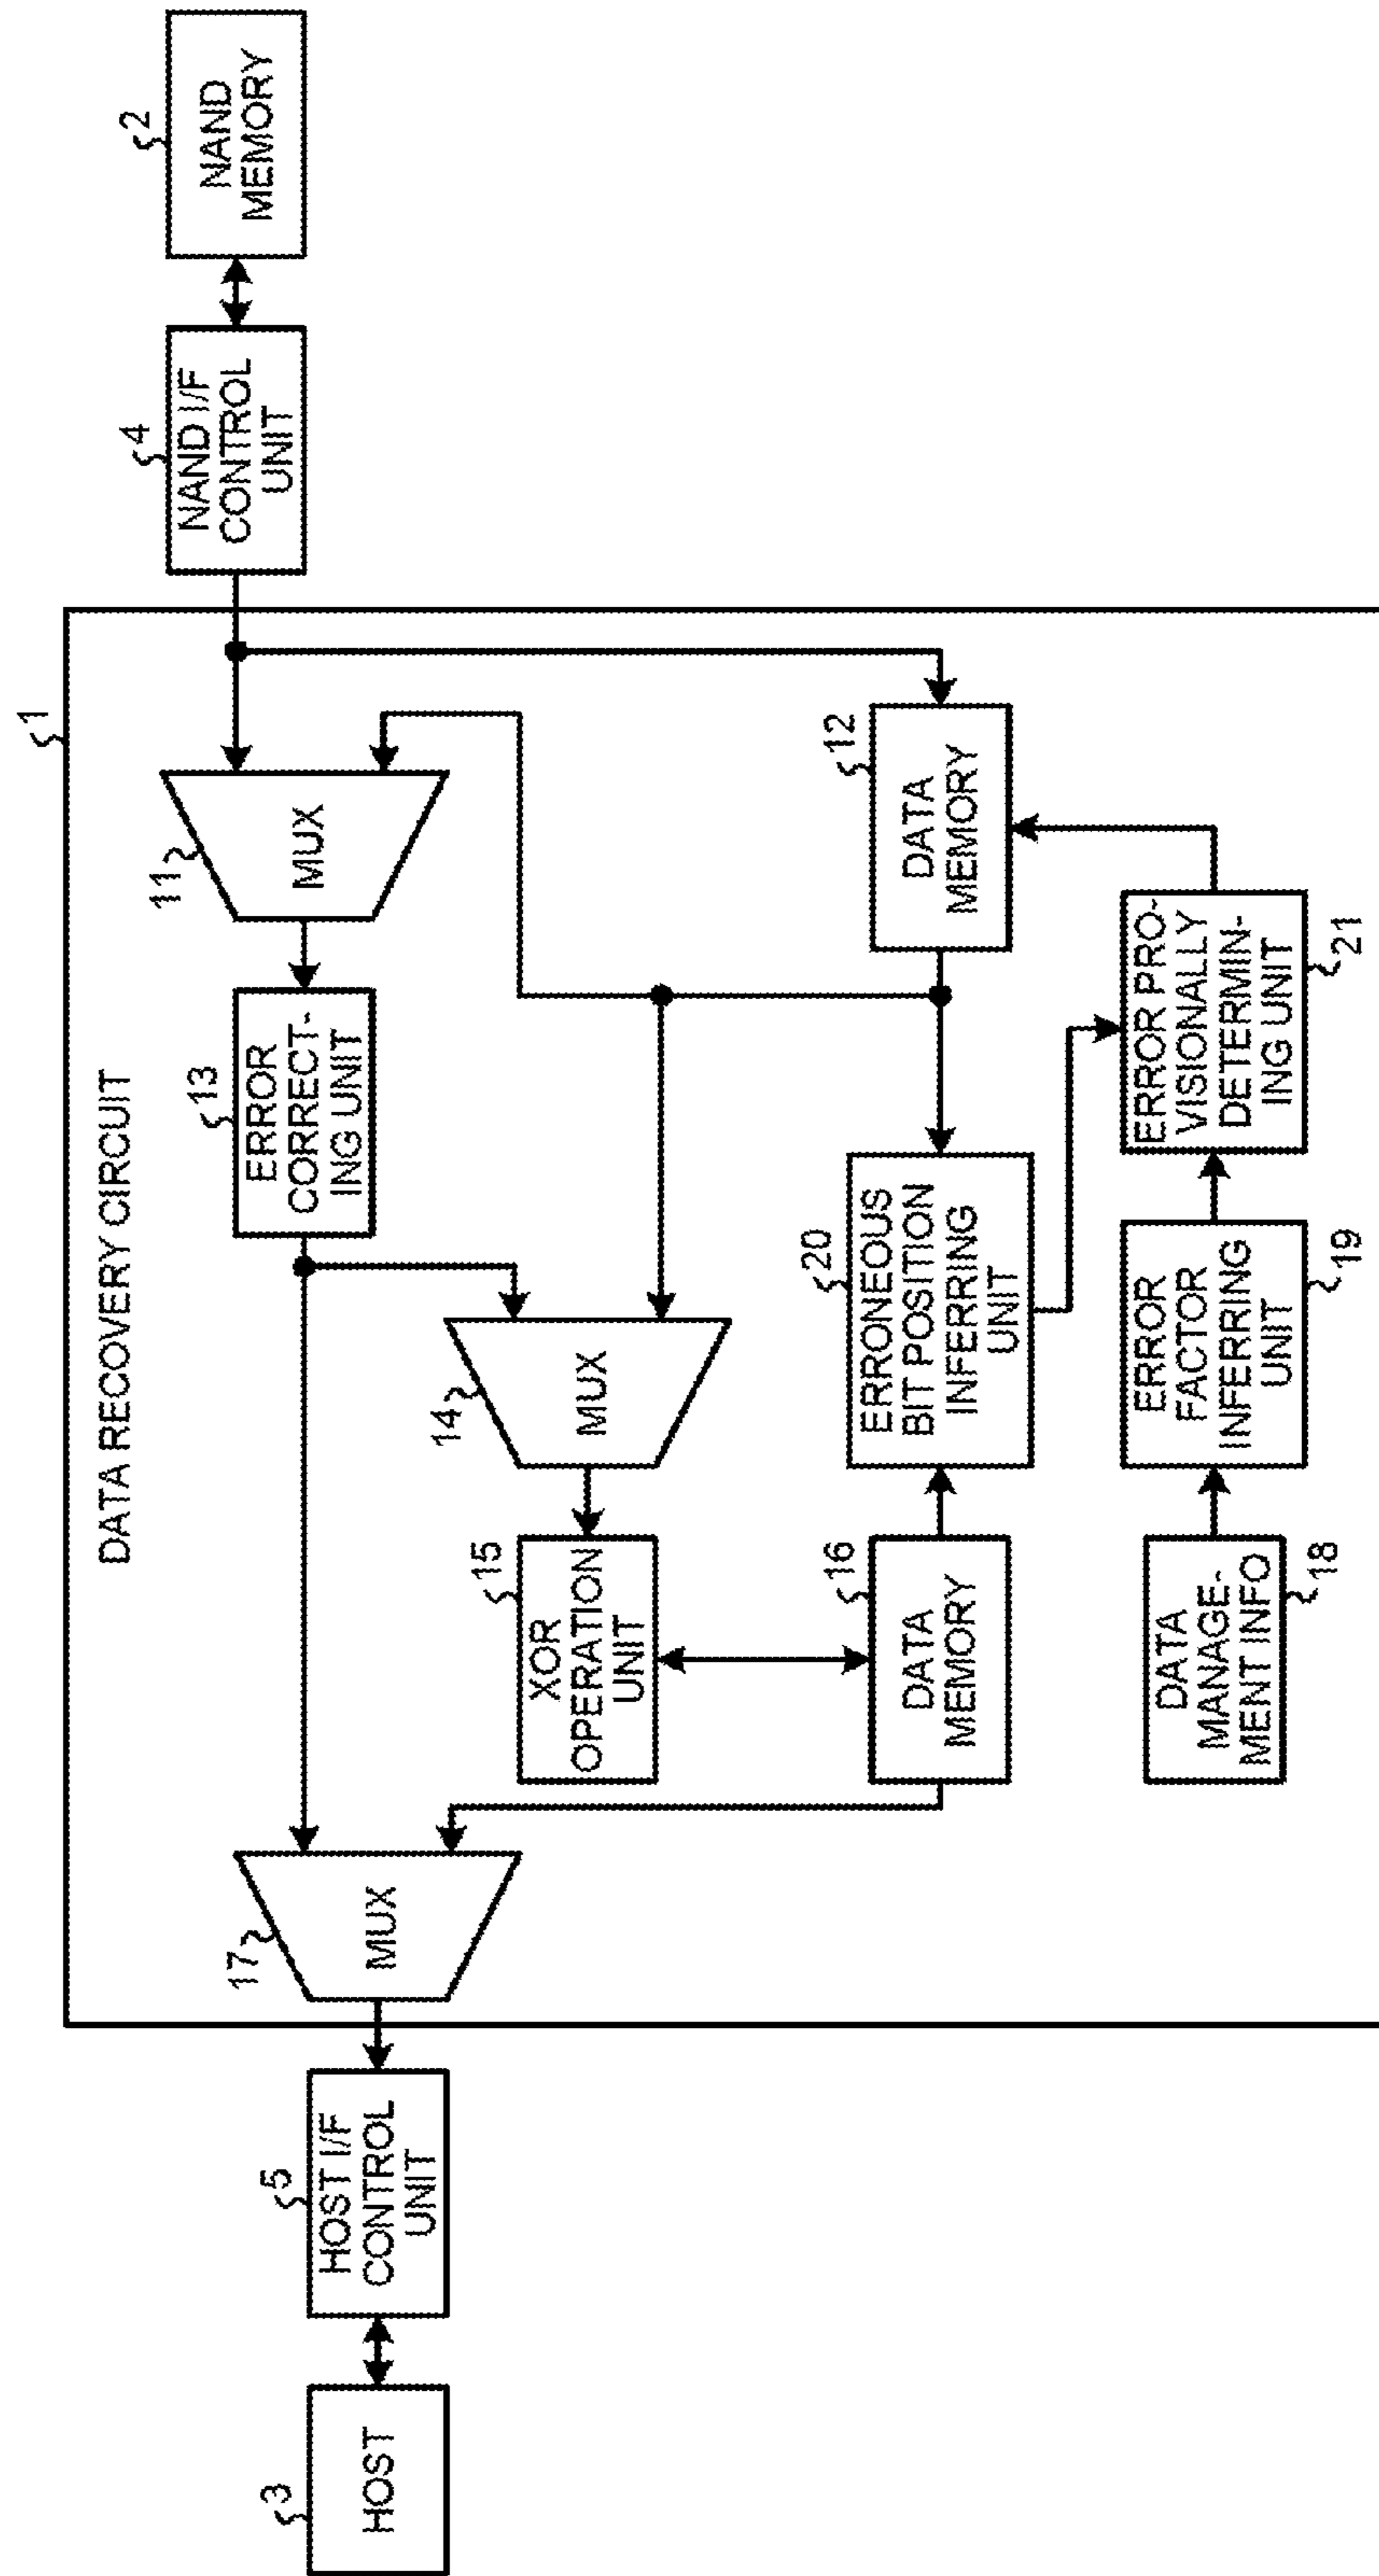 DATA RECOVERY CIRCUIT
1
3
HOST
5
HOST I/F
CONTROL
UNIT
17
MUX
13
ERROR
CORRECT-
ING UNIT
11
MUX
4
NAND I/F
CONTROL
UNIT
2
NAND
MEMORY
15
XOR
OPERATION
UNIT
14
MUX
16
DATA
MEMORY
20
ERRONEOUS
BIT POSITION
INFERRING
UNIT
12
DATA
MEMORY
DATA
MANAGE-
MENT INFO
18
ERROR
FACTOR
INFERRING
UNIT
19
ERROR PRO-
VISIONALLY
DETERMIN-
ING UNIT
21